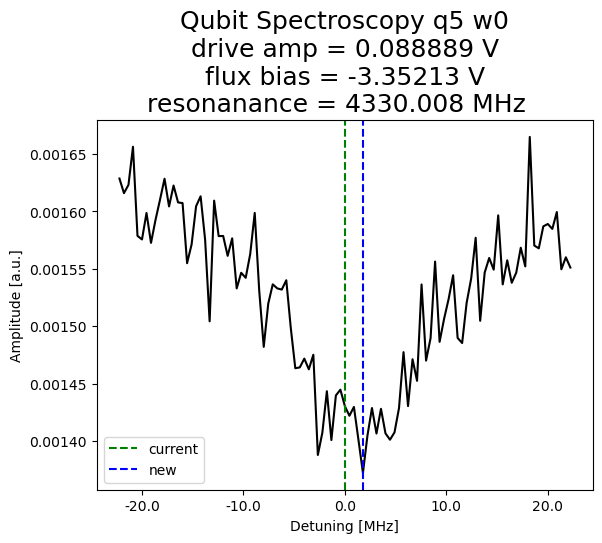 Qubit Spectroscopy q5 w0
drive amp = 0.088889 V
flux bias = -3.35213 V
resonanance = 4330.008 MHz
Amplitude [a.u.]
0.00165
0.00160
0.00155
0.00150
0.00145
0.00140
current
new
-20.0 -10.0 0.0 10.0 20.0
Detuning [MHz]